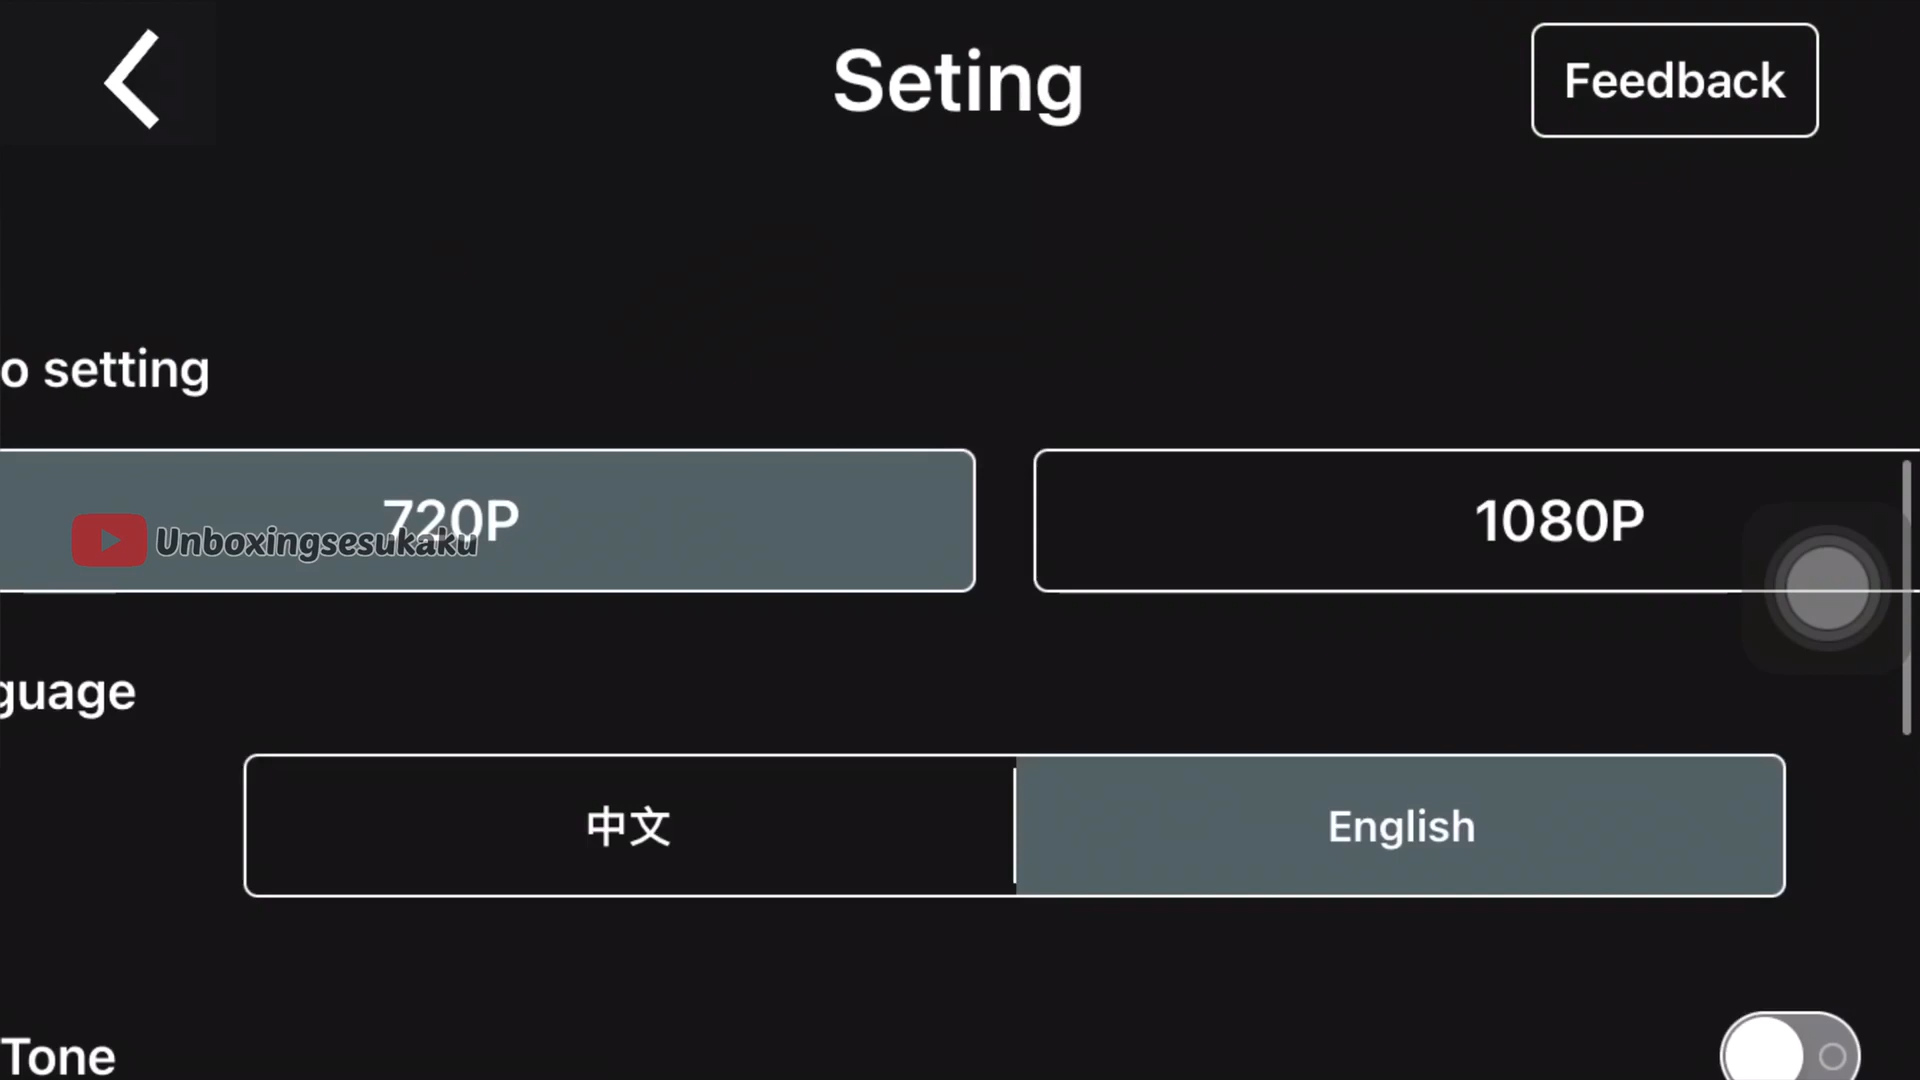 Seting
Feedback
o setting
720P
1080P
Unboxingsesukaku
guage
中文
English
Tone